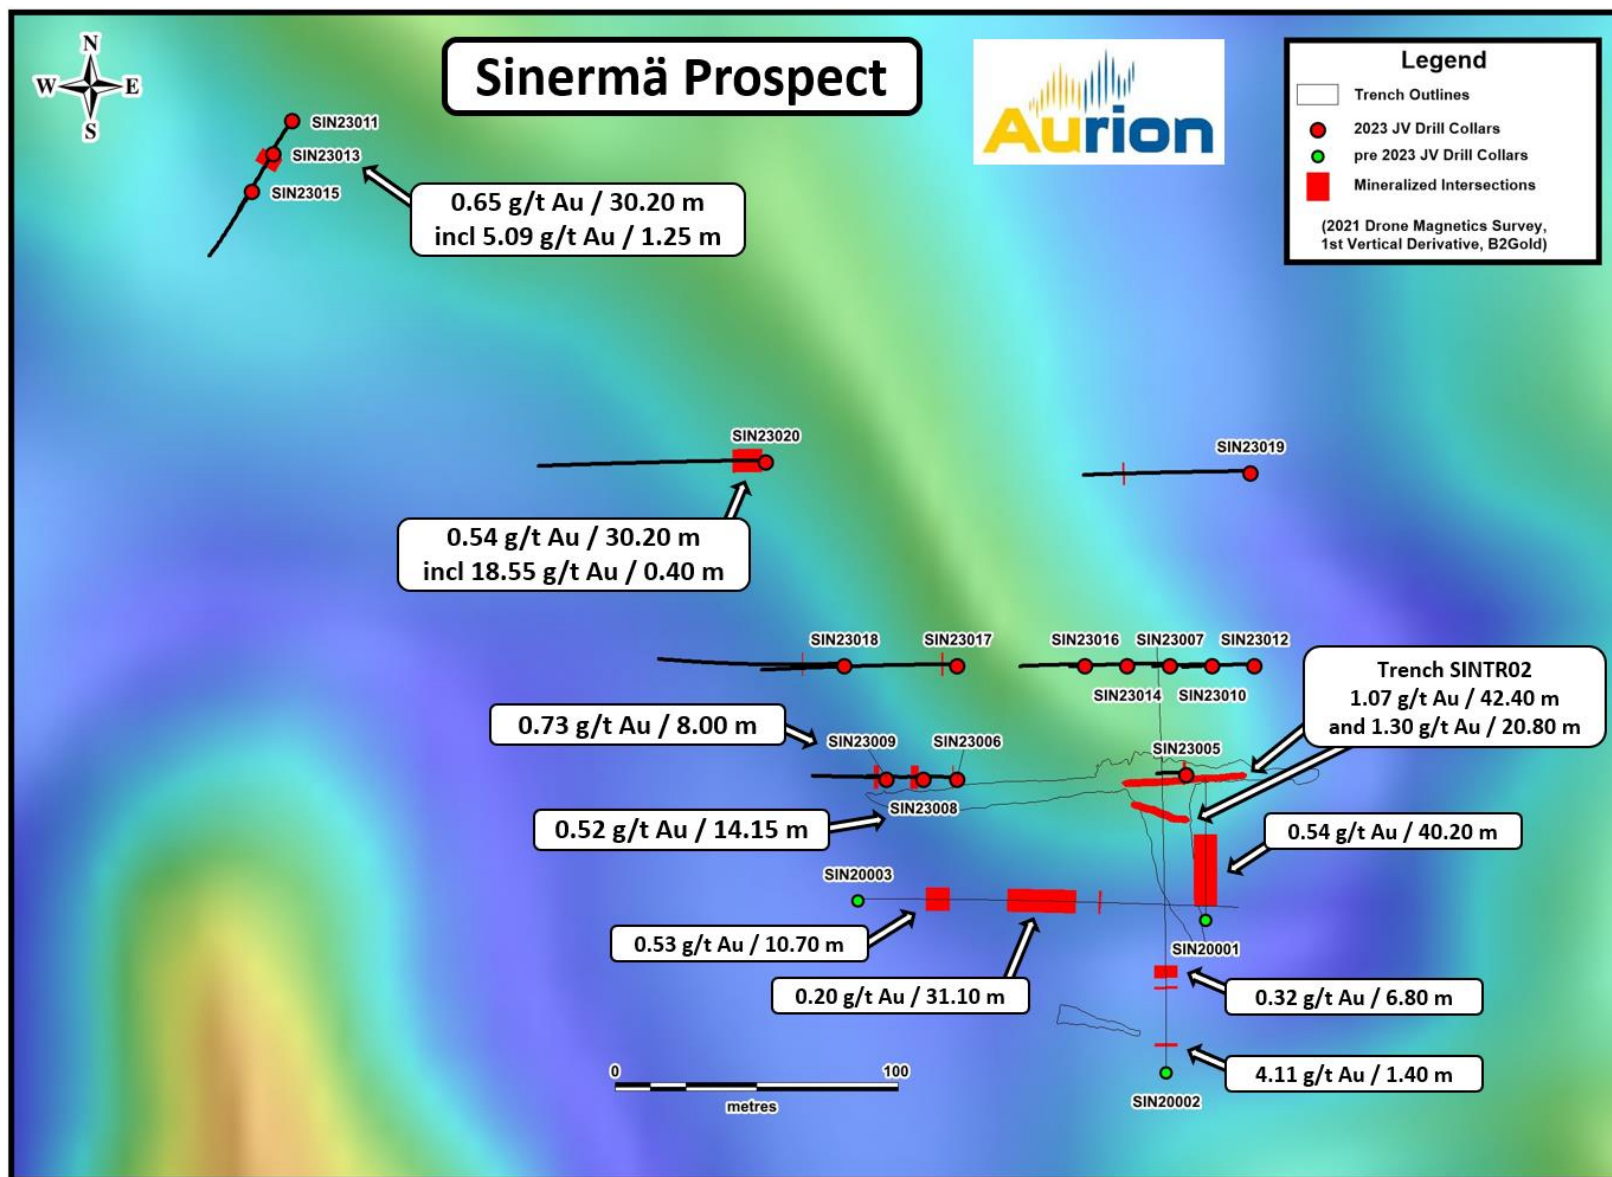 Sinermä Prospect
Aurion
N
W
E
S
Legend
Trench Outlines
2023 JV Drill Collars
pre 2023 JV Drill Collars
Mineralized Intersections
(2021 Drone Magnetics Survey,
1st Vertical Derivative, B2Gold)
SIN23011
SIN23013
SIN23015
0.65 g/t Au / 30.20 m
incl 5.09 g/t Au / 1.25 m
SIN23020
SIN23019
0.54 g/t Au / 30.20 m
incl 18.55 g/t Au / 0.40 m
SIN23018
SIN23017
SIN23016
SIN23007
SIN23012
SIN23014
SIN23010
Trench SINTR02
1.07 g/t Au / 42.40 m
and 1.30 g/t Au / 20.80 m
0.73 g/t Au / 8.00 m
SIN23009
SIN23006
SIN23005
SIN23008
0.52 g/t Au / 14.15 m
0.54 g/t Au / 40.20 m
SIN20003
0.53 g/t Au / 10.70 m
SIN20001
0.20 g/t Au / 31.10 m
0.32 g/t Au / 6.80 m
4.11 g/t Au / 1.40 m
SIN20002
0
100
metres